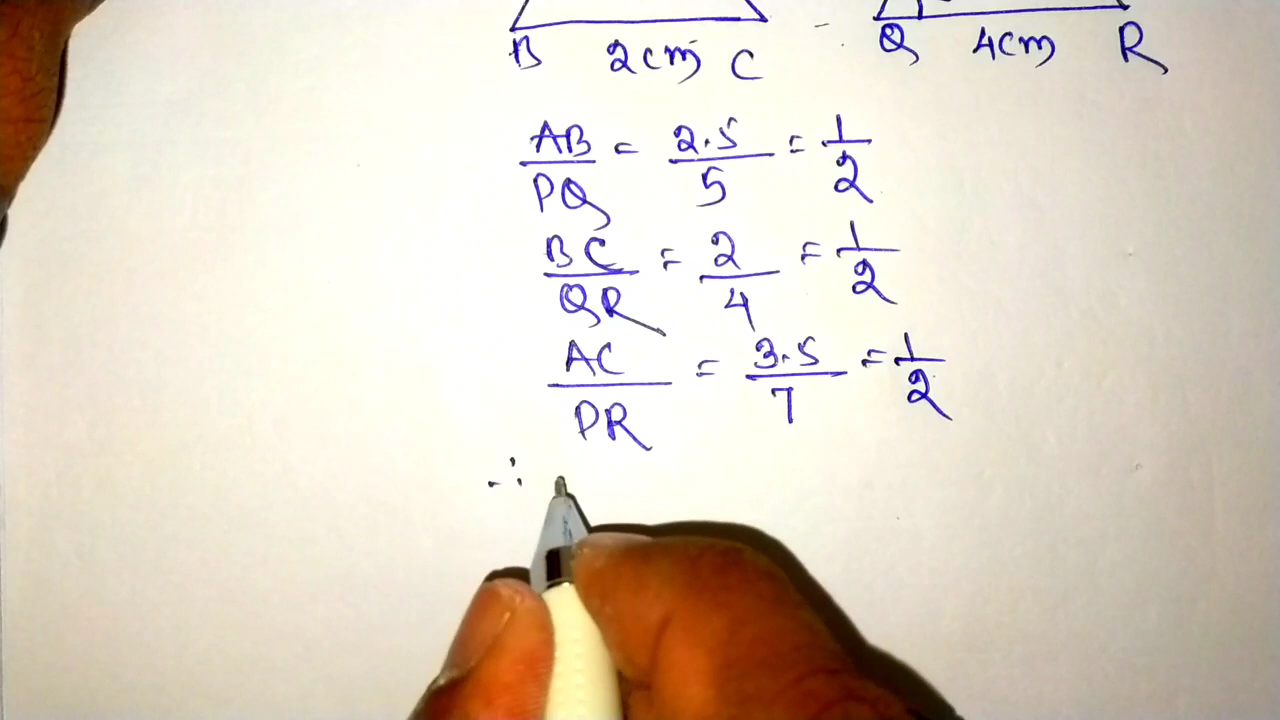 B 2cm C Q 4cm R
AB/PQ = 2.5/5 = 1/2
BC/QR = 2/4 = 1/2
AC/PR = 3.5/7 = 1/2
∴